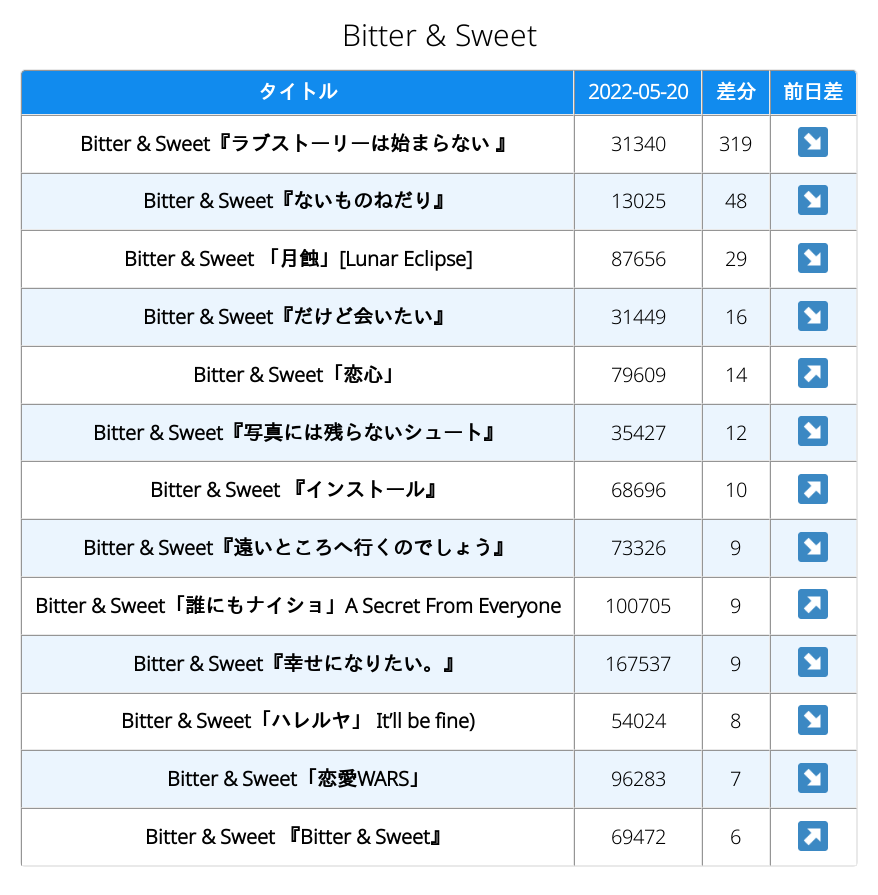 Bitter & Sweet
タイトル 2022-05-20 差分 前日差
Bitter & Sweet『ラブストーリーは始まらない 』 31340 319 ↘
Bitter & Sweet『ないものねだり』 13025 48 ↘
Bitter & Sweet 「月蝕」[Lunar Eclipse] 87656 29 ↘
Bitter & Sweet『だけど会いたい』 31449 16 ↘
Bitter & Sweet「恋心」 79609 14 ↗
Bitter & Sweet『写真には残らないシュート』 35427 12 ↘
Bitter & Sweet 『インストール』 68696 10 ↗
Bitter & Sweet『遠いところへ行くのでしょう』 73326 9 ↘
Bitter & Sweet「誰にもナイショ」A Secret From Everyone 100705 9 ↗
Bitter & Sweet『幸せになりたい。』 167537 9 ↘
Bitter & Sweet「ハレルヤ」 It’ll be fine) 54024 8 ↘
Bitter & Sweet「恋愛WARS」 96283 7 ↘
Bitter & Sweet 『Bitter & Sweet』 69472 6 ↗